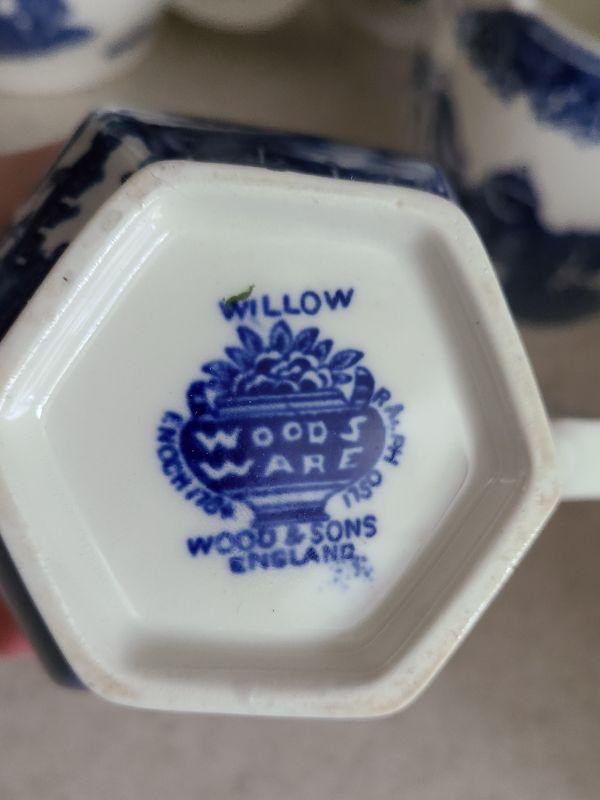 WILLOW
WOODS
WARE
ENOCH 1784
RALPH 1750
WOOD & SONS
ENGLAND